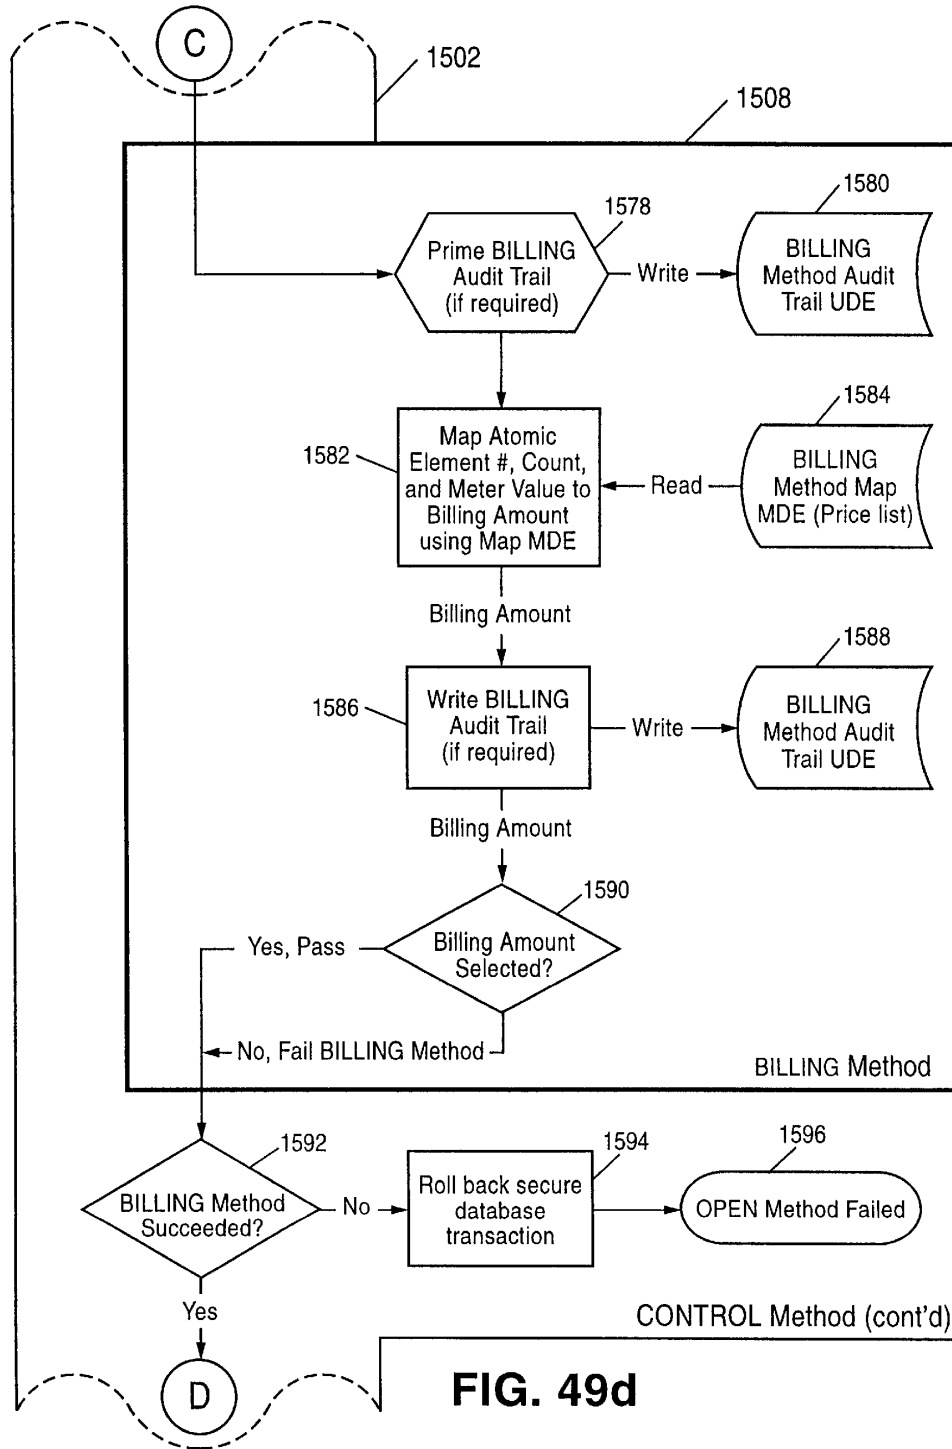 C
1502
1508
1578
Prime BILLING
Audit Trail
(if required)
Write
1580
BILLING
Method Audit
Trail UDE
1582
Map Atomic
Element #, Count,
and Meter Value to
Billing Amount
using Map MDE
Read
1584
BILLING
Method Map
MDE (Price list)
Billing Amount
1586
Write BILLING
Audit Trail
(if required)
Write
1588
BILLING
Method Audit
Trail UDE
Billing Amount
1590
Billing Amount
Selected?
Yes, Pass
No, Fail BILLING Method
BILLING Method
1592
BILLING Method
Succeeded?
No
1594
Roll back secure
database
transaction
1596
OPEN Method Failed
Yes
CONTROL Method (cont'd)
D
FIG. 49d